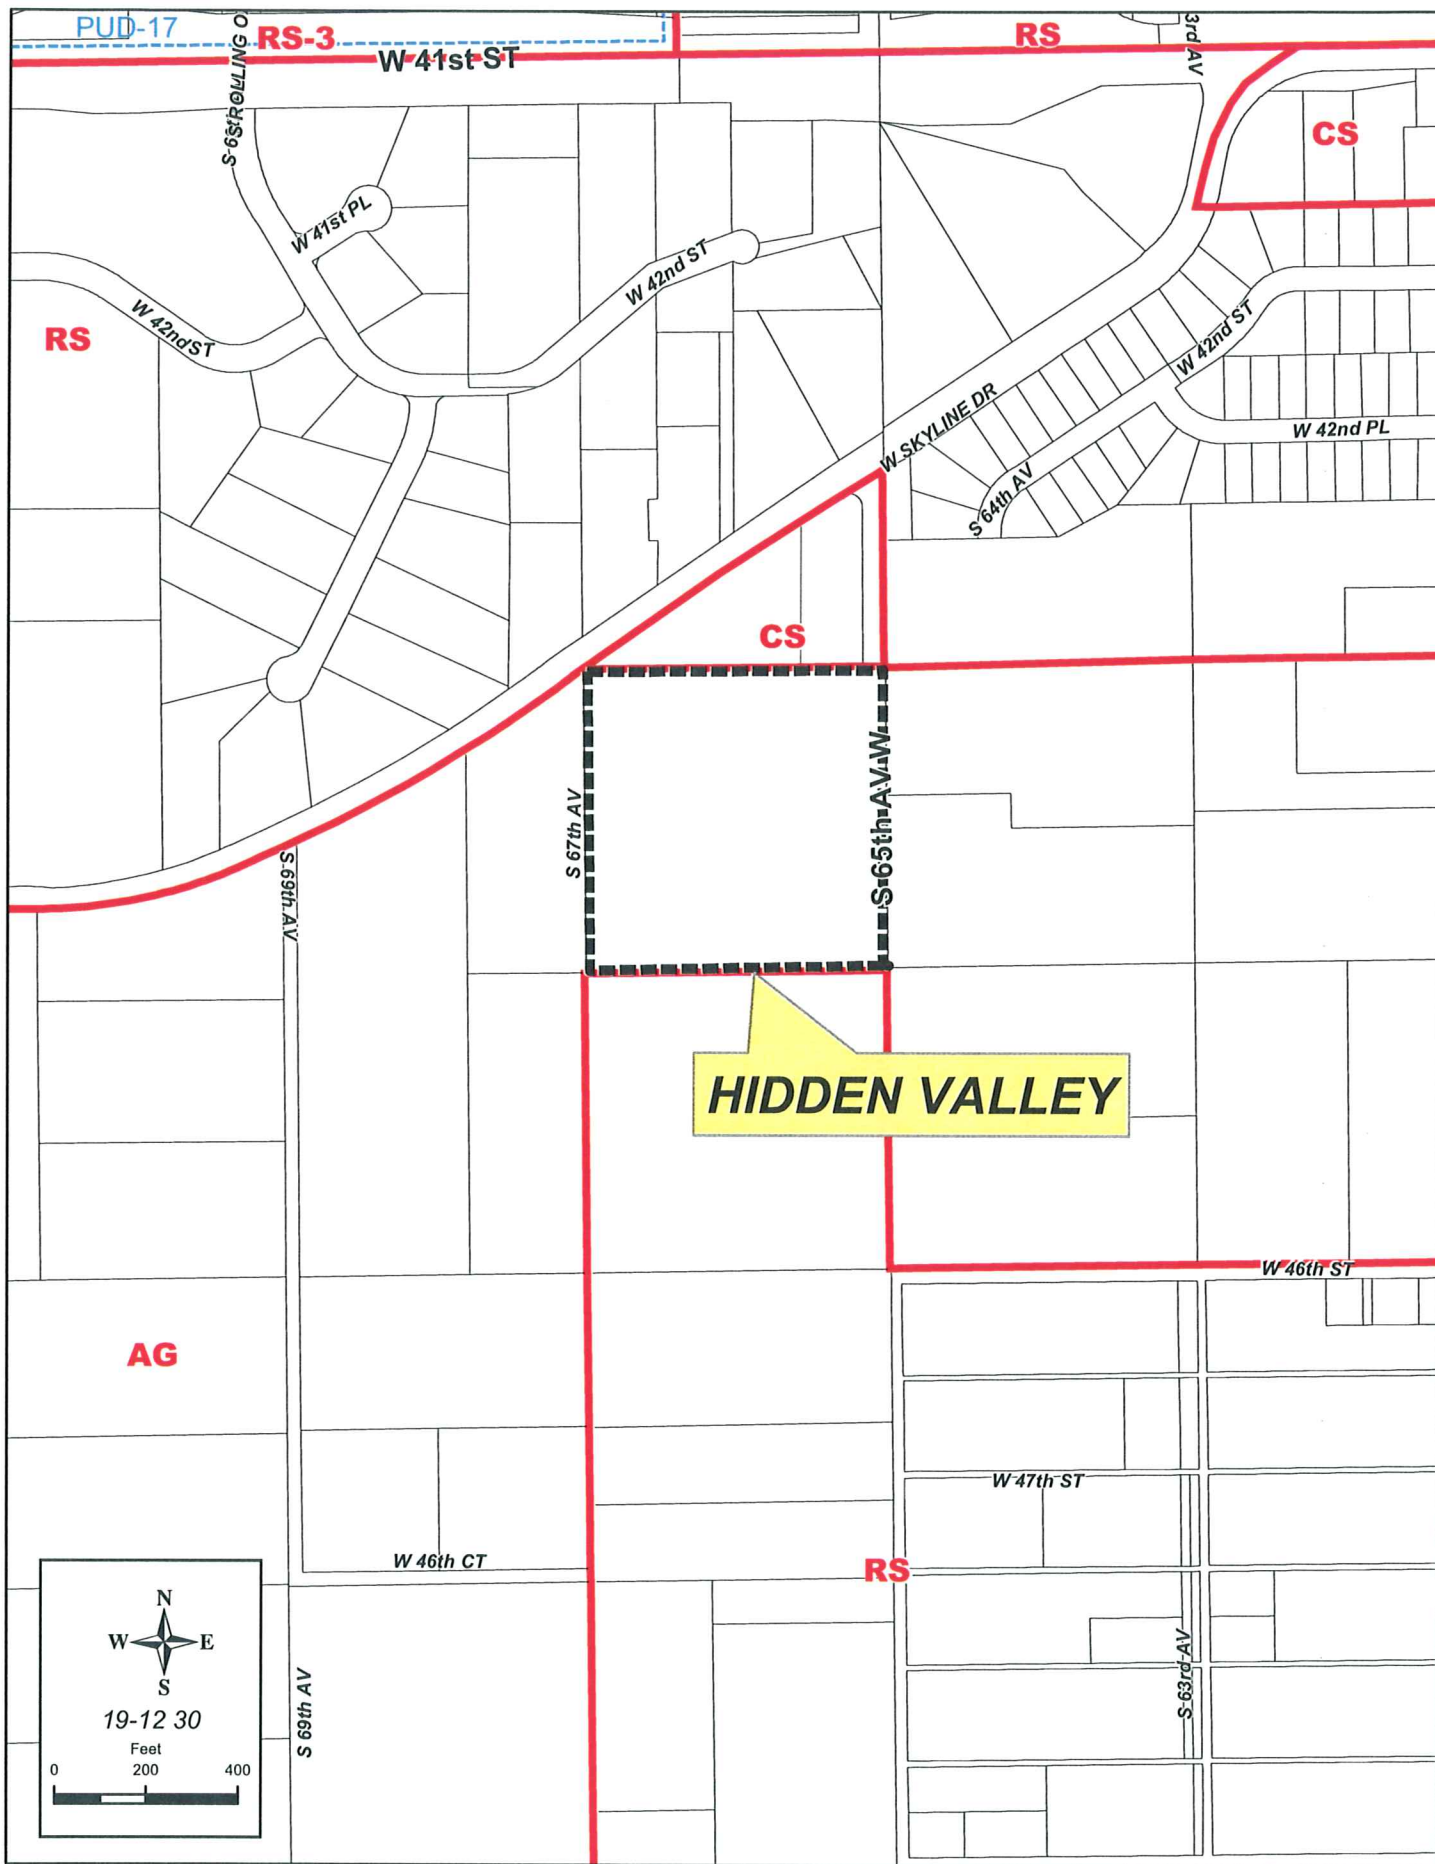 PUD-17
RS-3
RS
W 41st ST
3rd AV
CS
W 41st PL
W 42nd ST
W 42nd ST
RS
W 42nd ST
W SKYLINE DR
W 42nd PL
S 64th AV
CS
S 67th AV
S 65th AV W
S 69th AV
HIDDEN VALLEY
W 46th ST
AG
W 47th ST
W 46th CT
RS
S 63rd AV
S 69th AV
N
W E
S
19-12 30
Feet
0 200 400